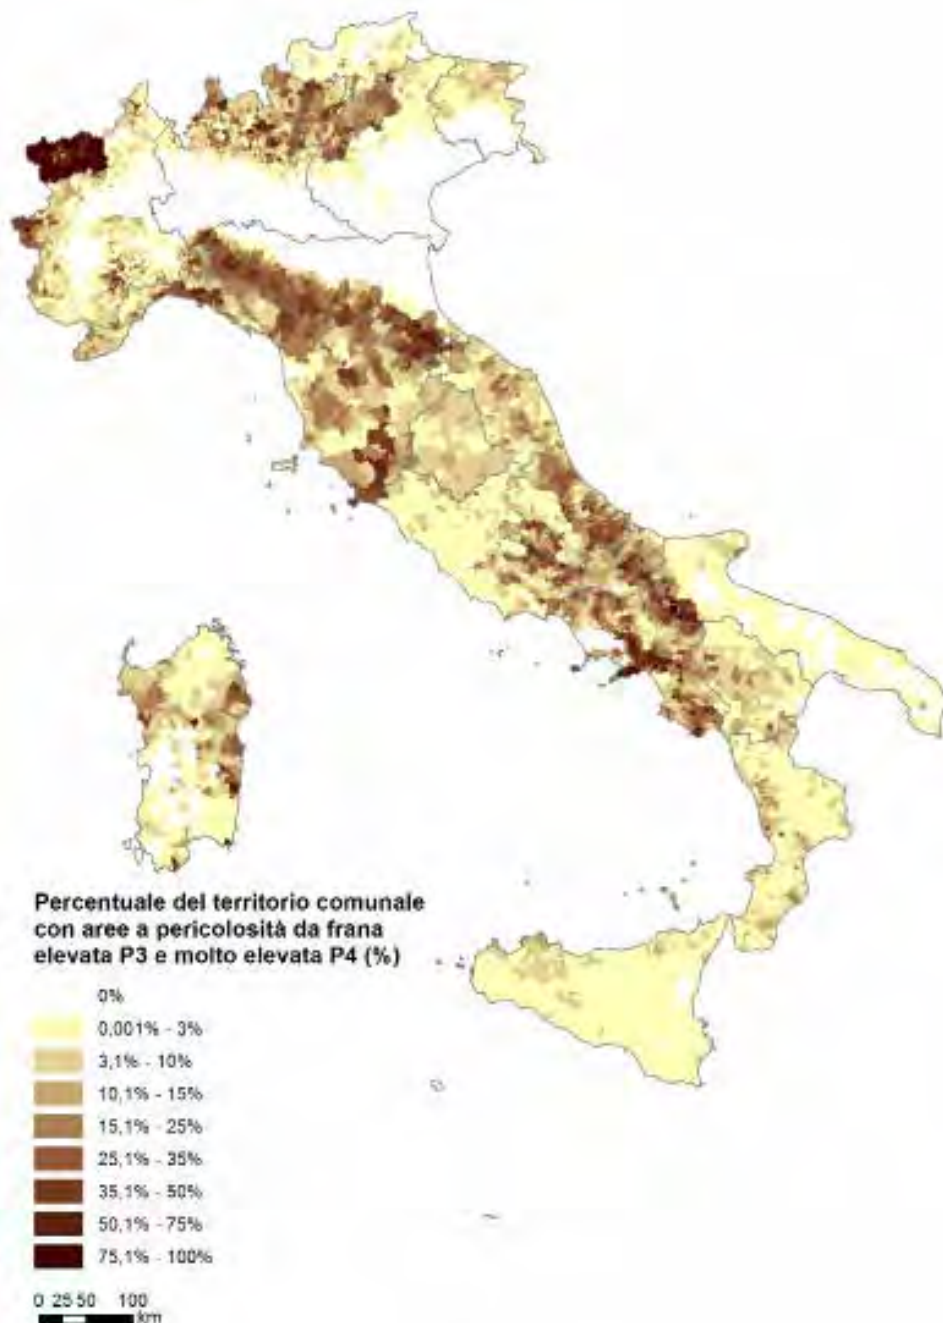 Percentuale del territorio comunale
con aree a pericolosità da frana
elevata P3 e molto elevata P4 (%)
0%
0,001% - 3%
3,1% - 10%
10,1% - 15%
15,1% - 25%
25,1% - 35%
35,1% - 50%
50,1% - 75%
75,1% - 100%
0 25 50 100
km